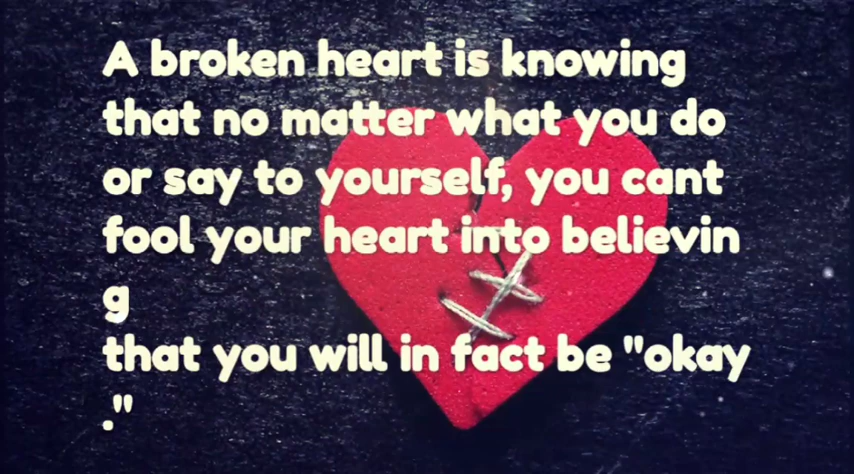 A broken heart is knowing
that no matter what you do
or say to yourself, you cant
fool your heart into believin
g
that you will in fact be "okay
."